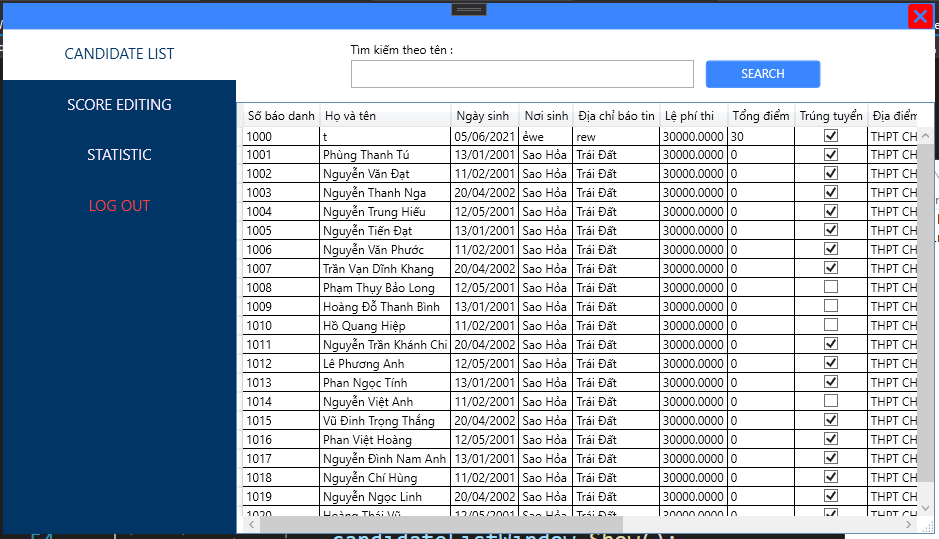 CANDIDATE LIST
SCORE EDITING
STATISTIC
LOG OUT
Tìm kiếm theo tên :
SEARCH
Số báo danh Họ và tên Ngày sinh Nơi sinh Địa chỉ báo tin Lệ phí thi Tổng điểm Trúng tuyển Địa điểm
1000 t 05/06/2021 ẻwe rew 30000.0000 30 THPT CH
1001 Phùng Thanh Tú 13/01/2001 Sao Hỏa Trái Đất 30000.0000 0 THPT CH
1002 Nguyễn Văn Đạt 11/02/2001 Sao Hỏa Trái Đất 30000.0000 0 THPT CH
1003 Nguyễn Thanh Nga 20/04/2002 Sao Hỏa Trái Đất 30000.0000 0 THPT CH
1004 Nguyễn Trung Hiếu 12/05/2001 Sao Hỏa Trái Đất 30000.0000 0 THPT CH
1005 Nguyễn Tiến Đạt 13/01/2001 Sao Hỏa Trái Đất 30000.0000 0 THPT CH
1006 Nguyễn Văn Phước 11/02/2001 Sao Hỏa Trái Đất 30000.0000 0 THPT CH
1007 Trần Vạn Dĩnh Khang 20/04/2002 Sao Hỏa Trái Đất 30000.0000 0 THPT CH
1008 Phạm Thụy Bảo Long 12/05/2001 Sao Hỏa Trái Đất 30000.0000 0 THPT CH
1009 Hoàng Đỗ Thanh Bình 13/01/2001 Sao Hỏa Trái Đất 30000.0000 0 THPT CH
1010 Hồ Quang Hiệp 11/02/2001 Sao Hỏa Trái Đất 30000.0000 0 THPT CH
1011 Nguyễn Trần Khánh Chi 20/04/2002 Sao Hỏa Trái Đất 30000.0000 0 THPT CH
1012 Lê Phương Anh 12/05/2001 Sao Hỏa Trái Đất 30000.0000 0 THPT CH
1013 Phan Ngọc Tính 13/01/2001 Sao Hỏa Trái Đất 30000.0000 0 THPT CH
1014 Nguyễn Việt Anh 11/02/2001 Sao Hỏa Trái Đất 30000.0000 0 THPT CH
1015 Vũ Đinh Trọng Thắng 20/04/2002 Sao Hỏa Trái Đất 30000.0000 0 THPT CH
1016 Phan Việt Hoàng 12/05/2001 Sao Hỏa Trái Đất 30000.0000 0 THPT CH
1017 Nguyễn Đình Nam Anh 13/01/2001 Sao Hỏa Trái Đất 30000.0000 0 THPT CH
1018 Nguyễn Chí Hùng 11/02/2001 Sao Hỏa Trái Đất 30000.0000 0 THPT CH
1019 Nguyễn Ngọc Linh 20/04/2002 Sao Hỏa Trái Đất 30000.0000 0 THPT CH
1020 Hoàng Thái Vũ 12/05/2001 Sao Hỏa Trái Đất 30000.0000 0 THPT CH
candidateListWindow.Show();